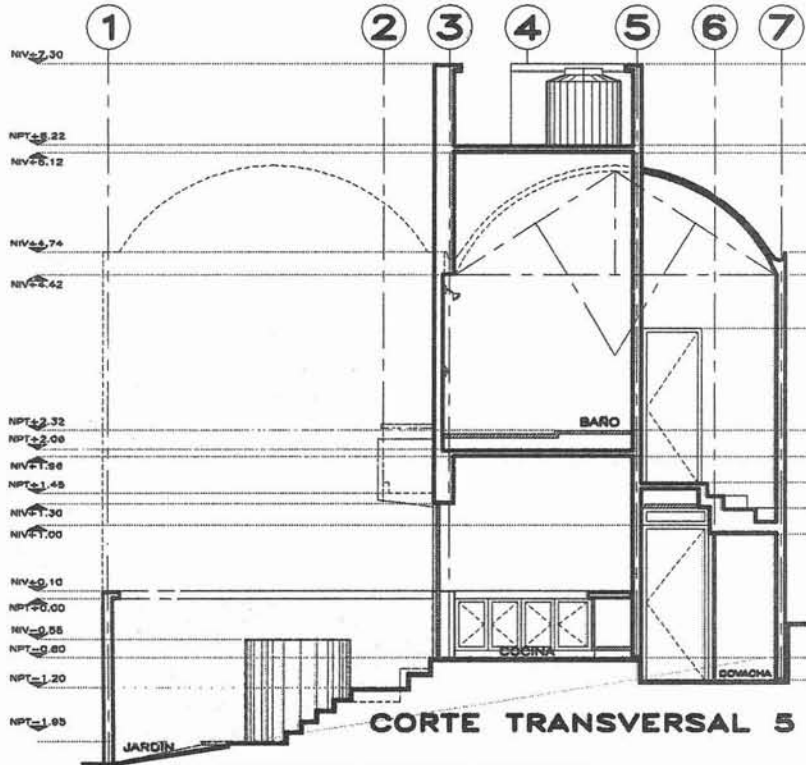 1 2 3 4 5 6 7
NIV+7.30
NPT+6.22
NIV+6.12
NIV+4.74
NIV+4.42
NPT+2.32
NPT+2.06
NIV+1.96
NPT+1.45
NIV+1.30
NIV+1.00
NIV+0.10
NPT+0.00
NIV-0.55
NPT-0.60
NPT-1.20
NPT-1.95
BAÑO
COCINA
COVACHA
JARDÍN
CORTE TRANSVERSAL 5